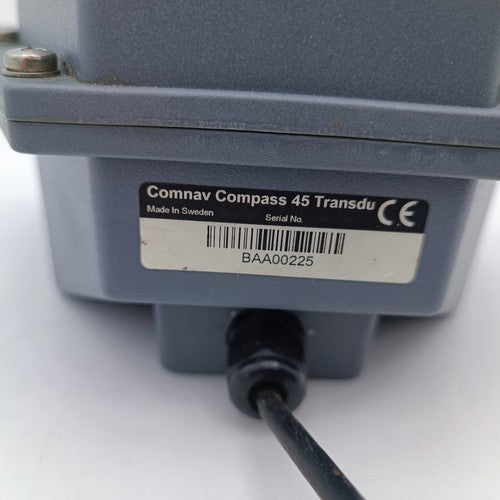 Comnav Compass 45 Transdu CE
Made In Sweden Serial No.
BAA00225